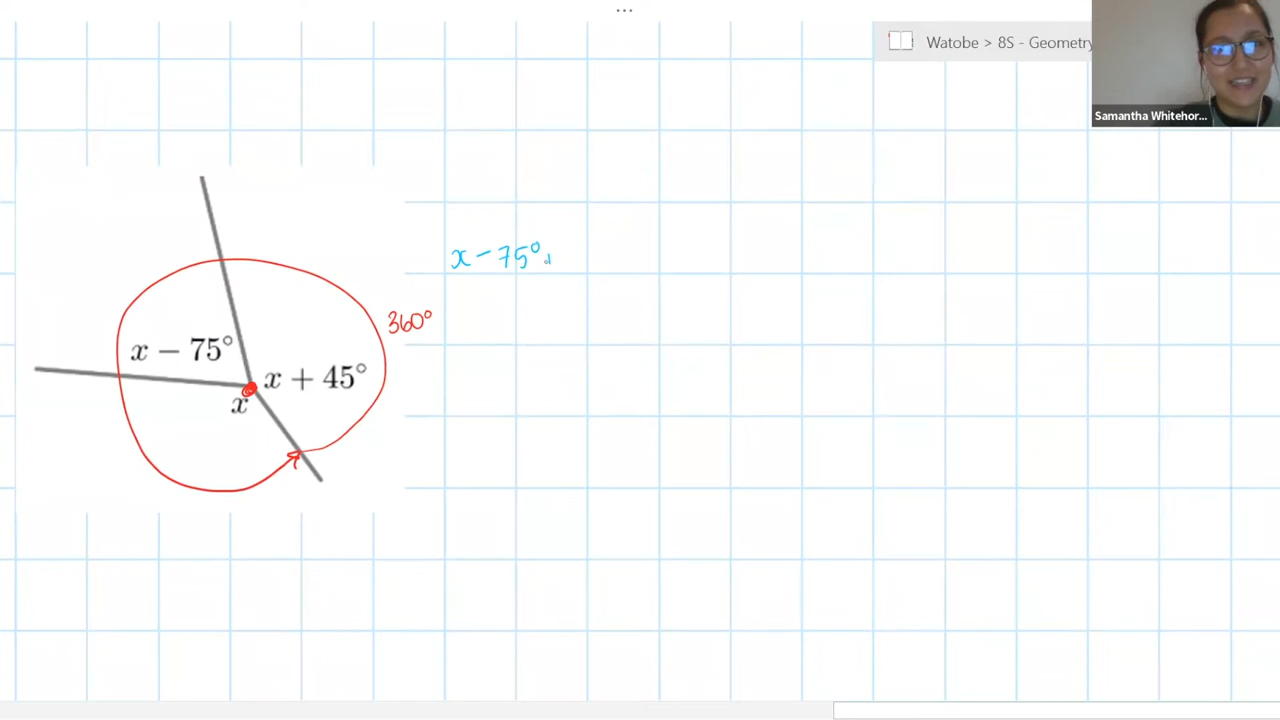 ...
Watobe > 8S - Geometry
Samantha Whitehor...
x - 75°
360°
x - 75°
x + 45°
x